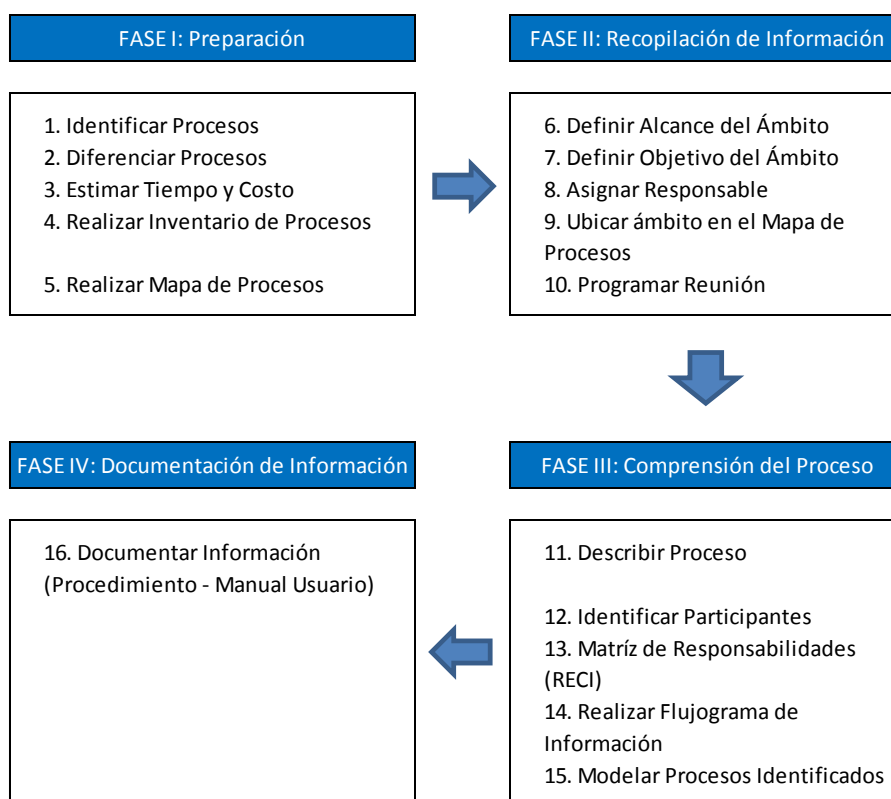 FASE I: Preparación
1. Identificar Procesos
2. Diferenciar Procesos
3. Estimar Tiempo y Costo
4. Realizar Inventario de Procesos
5. Realizar Mapa de Procesos
FASE II: Recopilación de Información
6. Definir Alcance del Ámbito
7. Definir Objetivo del Ámbito
8. Asignar Responsable
9. Ubicar ámbito en el Mapa de
Procesos
10. Programar Reunión
FASE III: Comprensión del Proceso
11. Describir Proceso
12. Identificar Participantes
13. Matríz de Responsabilidades
(RECI)
14. Realizar Flujograma de
Información
15. Modelar Procesos Identificados
FASE IV: Documentación de Información
16. Documentar Información
(Procedimiento - Manual Usuario)